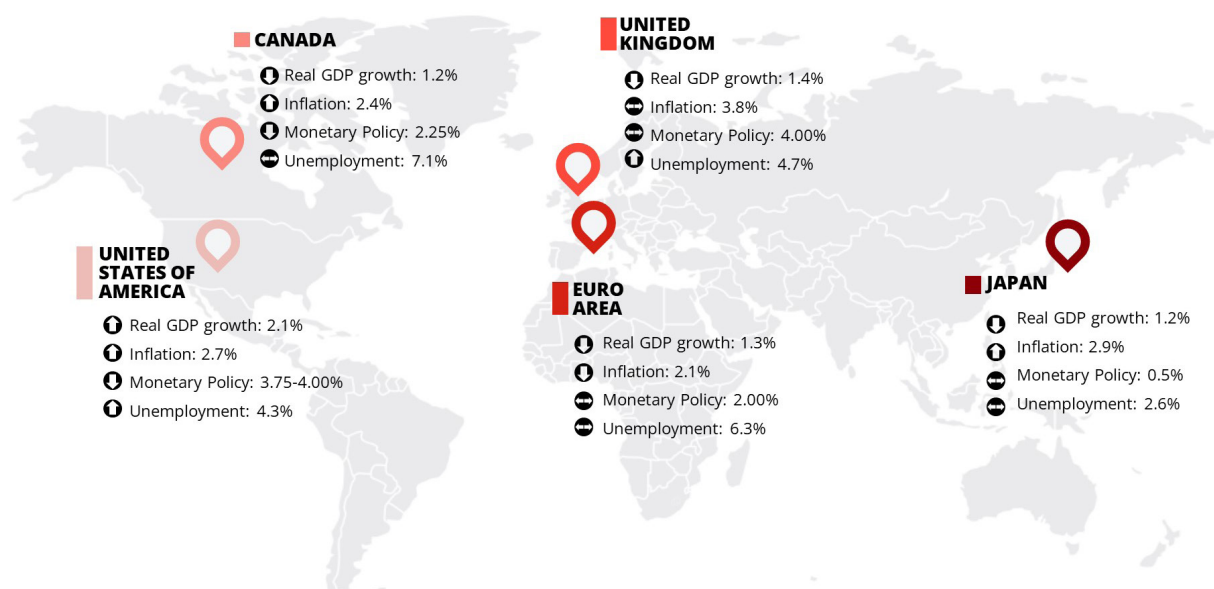 CANADA
Real GDP growth: 1.2%
Inflation: 2.4%
Monetary Policy: 2.25%
Unemployment: 7.1%
UNITED
KINGDOM
Real GDP growth: 1.4%
Inflation: 3.8%
Monetary Policy: 4.00%
Unemployment: 4.7%
UNITED
STATES OF
AMERICA
Real GDP growth: 2.1%
Inflation: 2.7%
Monetary Policy: 3.75-4.00%
Unemployment: 4.3%
EURO
AREA
Real GDP growth: 1.3%
Inflation: 2.1%
Monetary Policy: 2.00%
Unemployment: 6.3%
JAPAN
Real GDP growth: 1.2%
Inflation: 2.9%
Monetary Policy: 0.5%
Unemployment: 2.6%